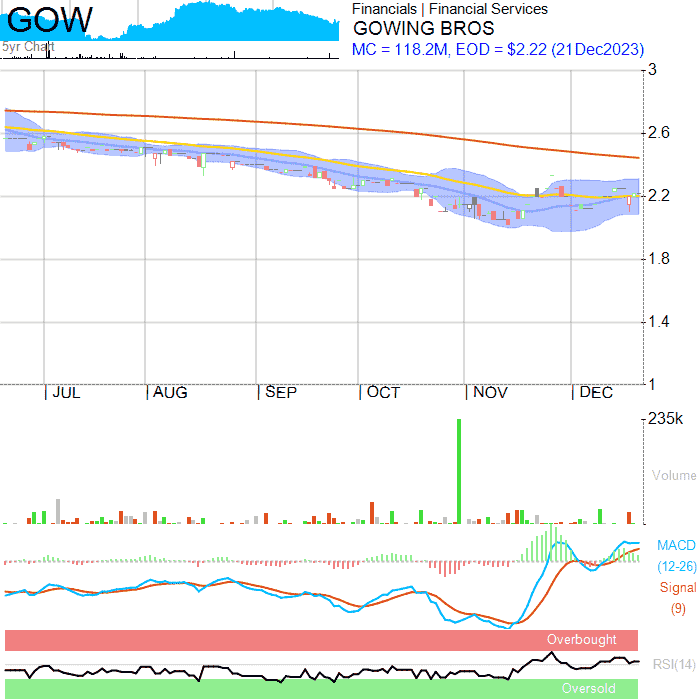 GOW
5yr Chart
Financials | Financial Services
GOWING BROS
MC = 118.2M, EOD = $2.22 (21Dec2023)
3
2.6
2.2
1.8
1.4
1
JUL AUG SEP OCT NOV DEC
235k
Volume
MACD
(12-26)
Signal
(9)
Overbought
RSI(14)
Oversold